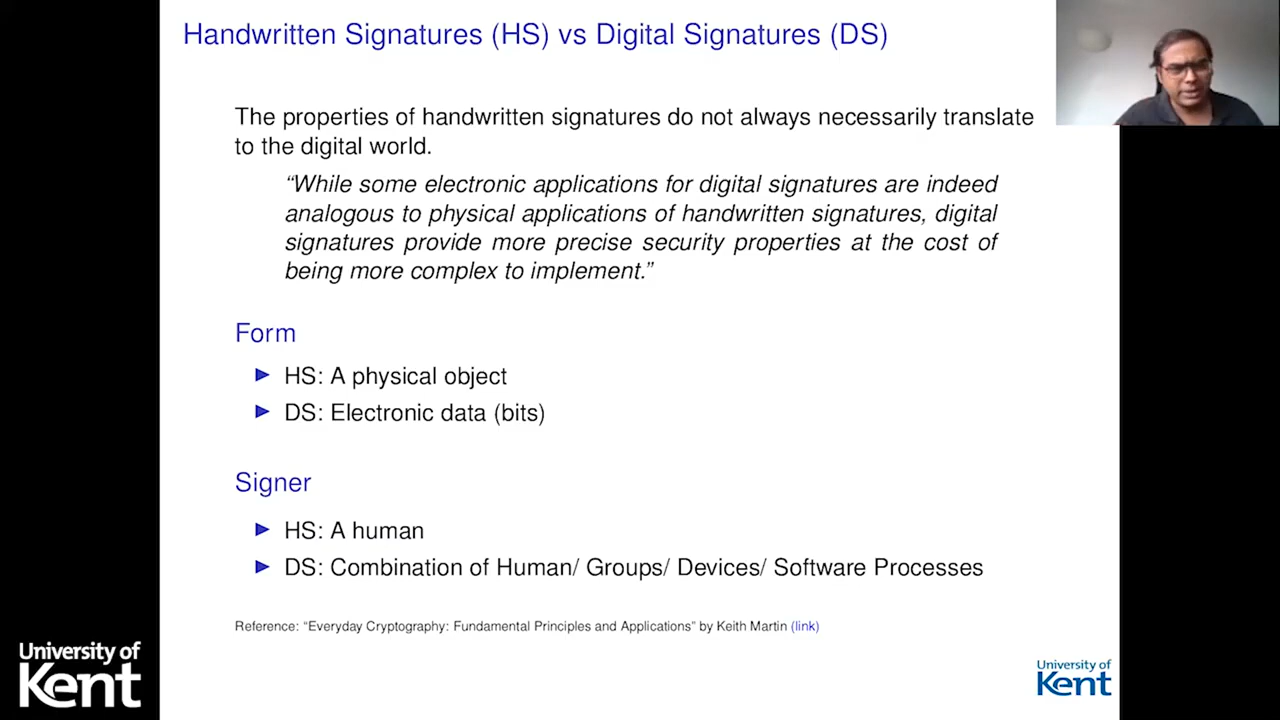 Handwritten Signatures (HS) vs Digital Signatures (DS)
The properties of handwritten signatures do not always necessarily translate
to the digital world.
“While some electronic applications for digital signatures are indeed
analogous to physical applications of handwritten signatures, digital
signatures provide more precise security properties at the cost of
being more complex to implement.”
Form
▶ HS: A physical object
▶ DS: Electronic data (bits)
Signer
▶ HS: A human
▶ DS: Combination of Human/ Groups/ Devices/ Software Processes
Reference: “Everyday Cryptography: Fundamental Principles and Applications” by Keith Martin (link)
University of
Kent
University of
Kent